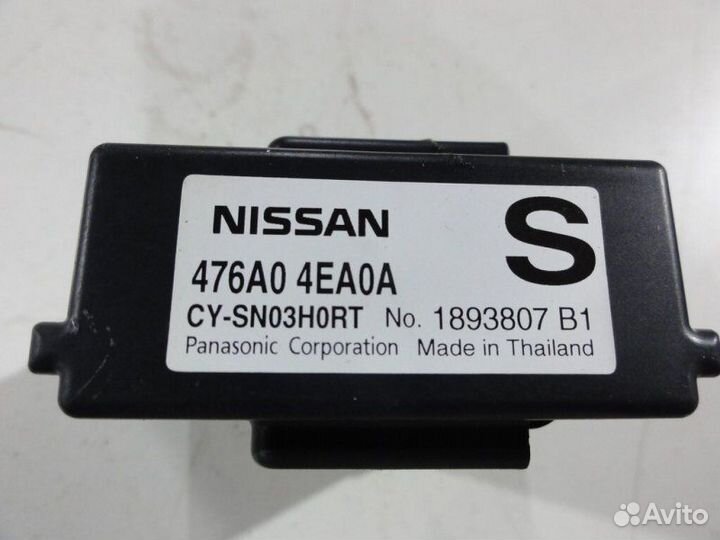 NISSAN
S
476A0 4EA0A
CY-SN03H0RT No. 1893807 B1
Panasonic Corporation Made in Thailand
Avito